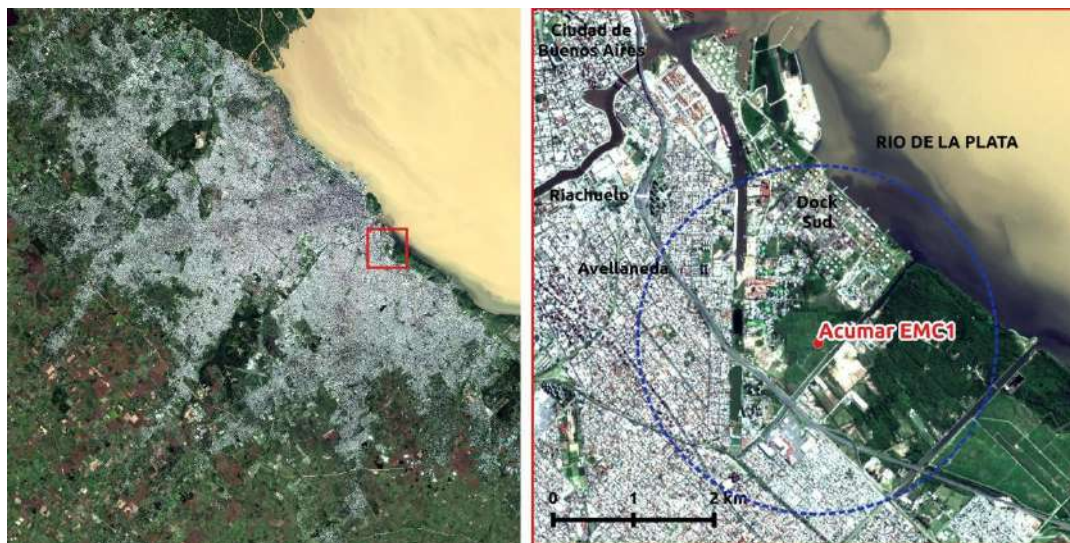 Ciudad de
Buenos Aires
RIO DE LA PLATA
Riachuelo
Dock
Sud
Avellaneda
Acumar EMC1
0 1 2 km